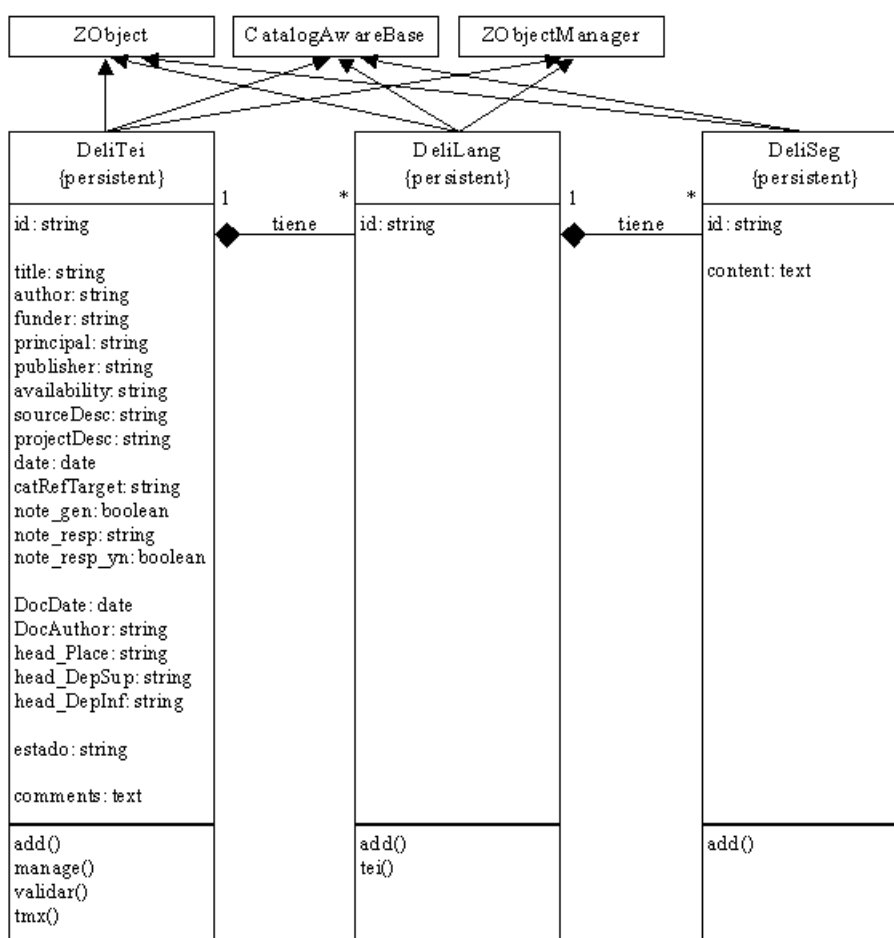 ZObject
CatalogAwareBase
ZObjectManager
DeliTei
{persistent}
DeliLang
{persistent}
DeliSeg
{persistent}
1
*
tiene
1
*
tiene
id: string
title: string
author: string
funder: string
principal: string
publisher: string
availability: string
sourceDesc: string
projectDesc: string
date: date
catRefTarget: string
note_gen: boolean
note_resp: string
note_resp_yn: boolean
DocDate: date
DocAuthor: string
head_Place: string
head_DepSup: string
head_DepInf: string
estado: string
comments: text
add()
manage()
validar()
tmx()
id: string
add()
tei()
id: string
content: text
add()